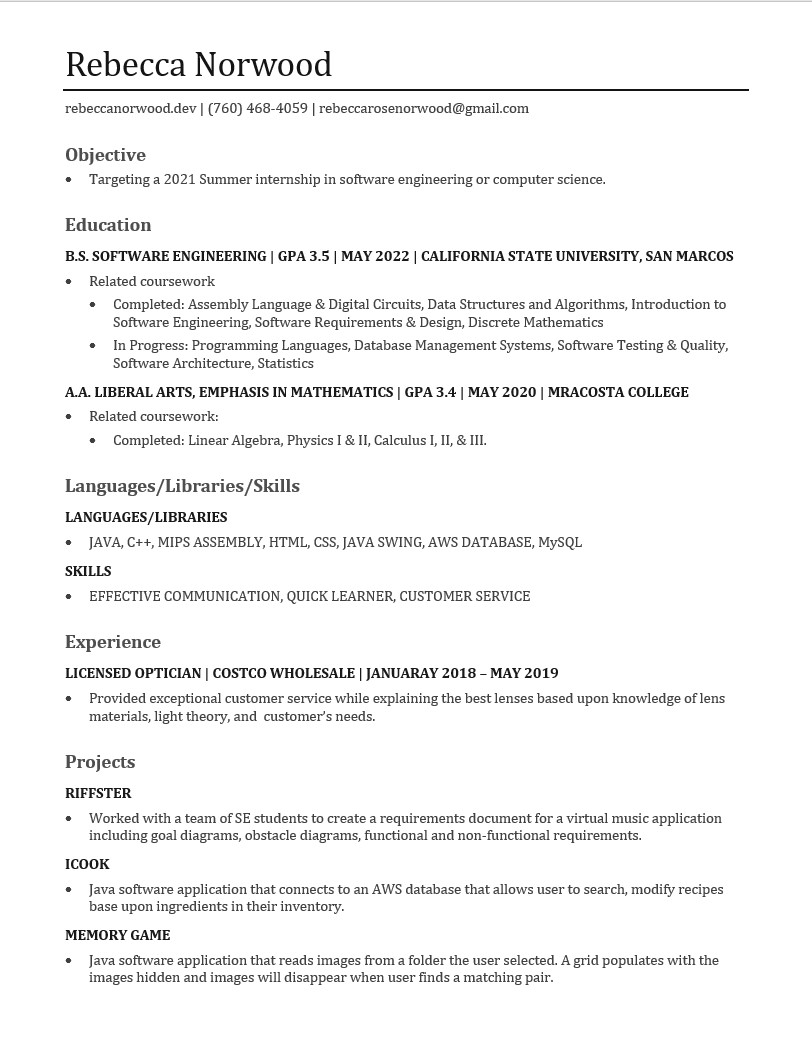 Rebecca Norwood
rebeccanorwood.dev | (760) 468-4059 | rebeccarosenorwood@gmail.com
Objective
• Targeting a 2021 Summer internship in software engineering or computer science.
Education
B.S. SOFTWARE ENGINEERING | GPA 3.5 | MAY 2022 | CALIFORNIA STATE UNIVERSITY, SAN MARCOS
• Related coursework
• Completed: Assembly Language & Digital Circuits, Data Structures and Algorithms, Introduction to
Software Engineering, Software Requirements & Design, Discrete Mathematics
• In Progress: Programming Languages, Database Management Systems, Software Testing & Quality,
Software Architecture, Statistics
A.A. LIBERAL ARTS, EMPHASIS IN MATHEMATICS | GPA 3.4 | MAY 2020 | MRACOSTA COLLEGE
• Related coursework:
• Completed: Linear Algebra, Physics I & II, Calculus I, II, & III.
Languages/Libraries/Skills
LANGUAGES/LIBRARIES
• JAVA, C++, MIPS ASSEMBLY, HTML, CSS, JAVA SWING, AWS DATABASE, MySQL
SKILLS
• EFFECTIVE COMMUNICATION, QUICK LEARNER, CUSTOMER SERVICE
Experience
LICENSED OPTICIAN | COSTCO WHOLESALE | JANUARAY 2018 – MAY 2019
• Provided exceptional customer service while explaining the best lenses based upon knowledge of lens
materials, light theory, and  customer's needs.
Projects
RIFFSTER
• Worked with a team of SE students to create a requirements document for a virtual music application
including goal diagrams, obstacle diagrams, functional and non-functional requirements.
ICOOK
• Java software application that connects to an AWS database that allows user to search, modify recipes
base upon ingredients in their inventory.
MEMORY GAME
• Java software application that reads images from a folder the user selected. A grid populates with the
images hidden and images will disappear when user finds a matching pair.